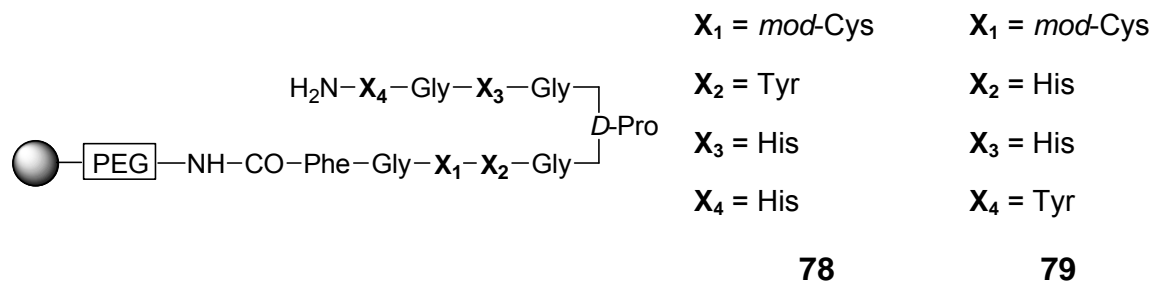 X₁ = mod-Cys X₁ = mod-Cys
H₂N–X₄–Gly–X₃–Gly X₂ = Tyr X₂ = His
D-Pro X₃ = His X₃ = His
PEG–NH–CO–Phe–Gly–X₁–X₂–Gly
X₄ = His X₄ = Tyr
78 79